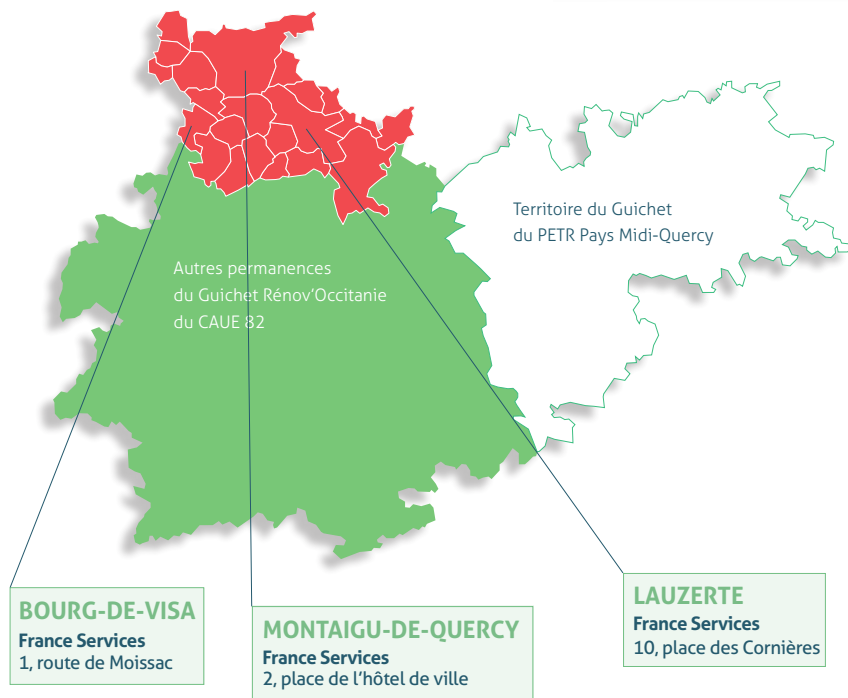 Territoire du Guichet
du PETR Pays Midi-Quercy
Autres permanences
du Guichet Rénov'Occitanie
du CAUE 82
BOURG-DE-VISA
France Services
1, route de Moissac
MONTAIGU-DE-QUERCY
France Services
2, place de l'hôtel de ville
LAUZERTE
France Services
10, place des Cornières